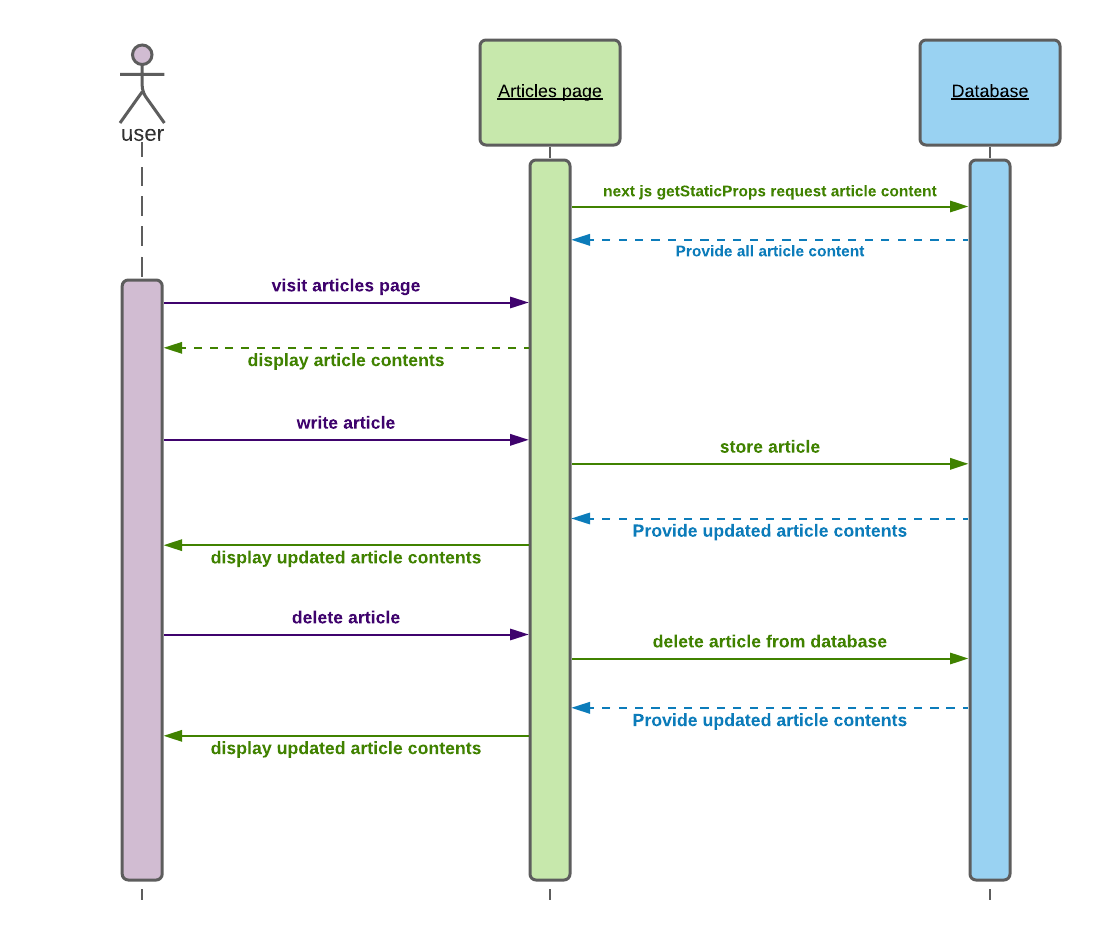 user
Articles page
Database
next js getStaticProps request article content
Provide all article content
visit articles page
display article contents
write article
store article
Provide updated article contents
display updated article contents
delete article
delete article from database
Provide updated article contents
display updated article contents